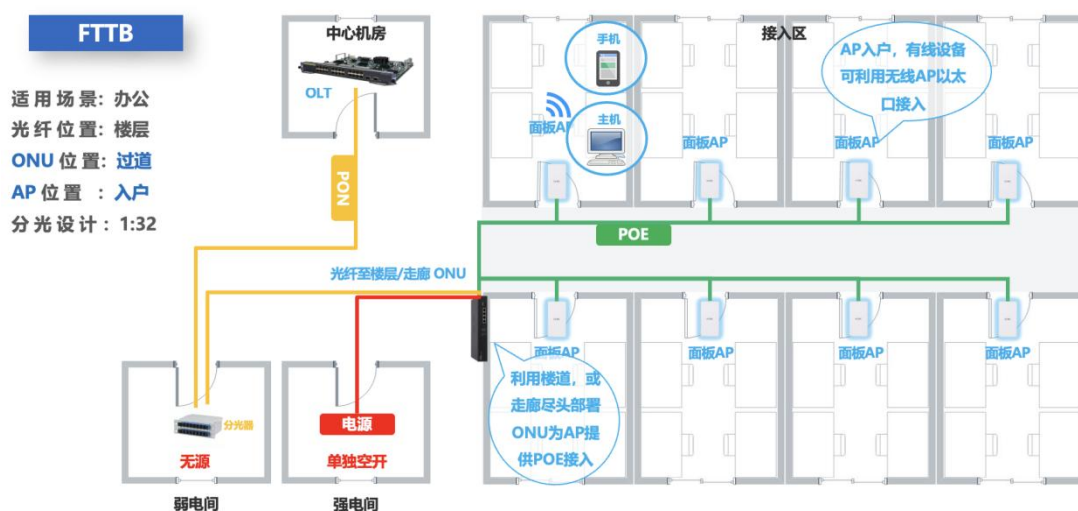 FTTB
适用场景: 办公
光纤位置: 楼层
ONU 位置: 过道
AP 位置 : 入户
分光设计 : 1:32
中心机房
OLT
PON
接入区
手机
主机
面板AP
面板AP
面板AP
面板AP
AP入户，有线设备
可利用无线AP以太
口接入
POE
光纤至楼层/走廊 ONU
面板AP
面板AP
面板AP
面板AP
利用楼道，或
走廊尽头部署
ONU为AP提
供POE接入
分光器
无源
弱电间
电源
单独空开
强电间